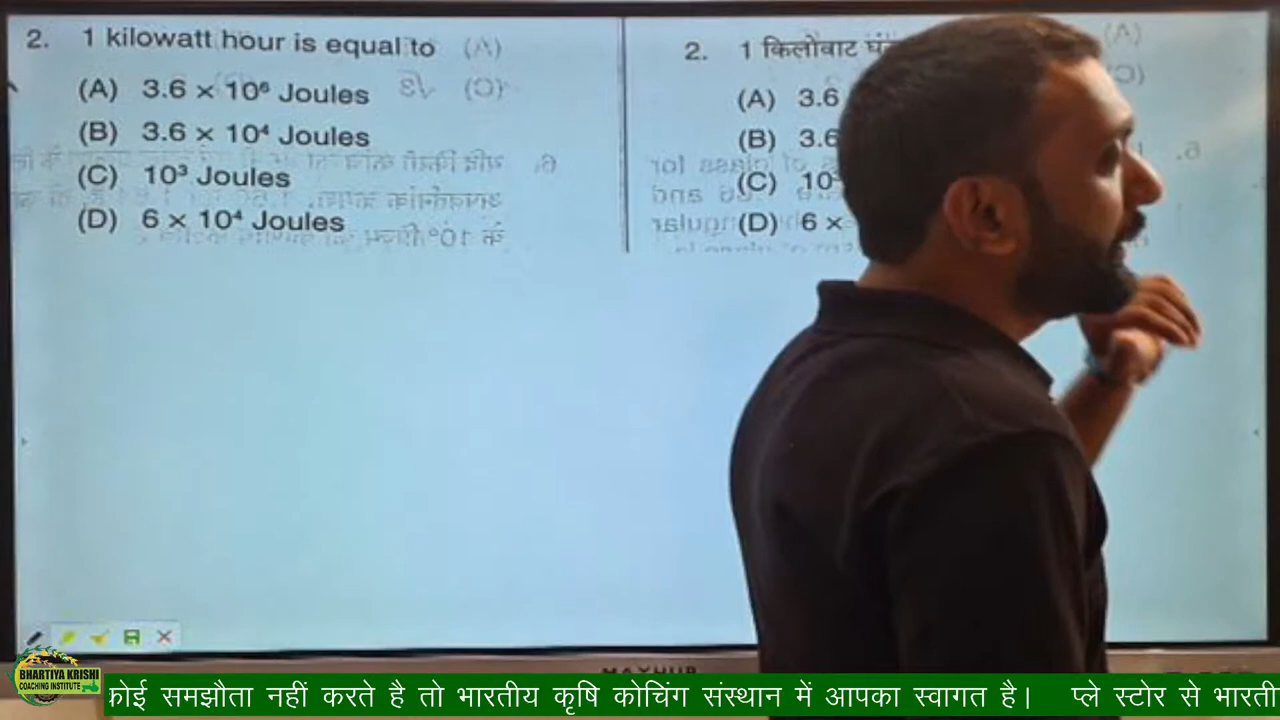 2. 1 kilowatt hour is equal to
(A) 3.6 × 10⁶ Joules
(B) 3.6 × 10⁴ Joules
(C) 10³ Joules
(D) 6 × 10⁴ Joules
2. 1 किलोवाट
(A) 3.6
(B) 3.6
(C) 10
(D) 6 ×
BHARTIYA KRISHI
COACHING INSTITUTE
कोई समझौता नहीं करते है तो भारतीय कृषि कोचिंग संस्थान में आपका स्वागत है। प्ले स्टोर से भारती